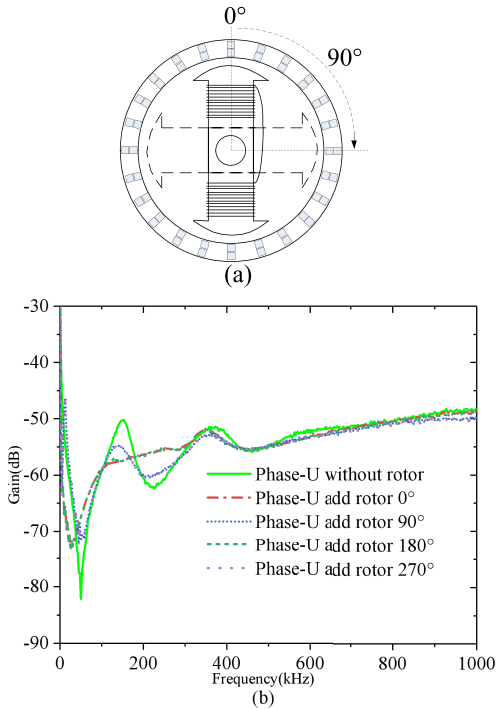 0°
90°
(a)
-30
-40
-50
-60
-70
-80
-90
Gain(dB)
Phase-U without rotor
Phase-U add rotor 0°
Phase-U add rotor 90°
Phase-U add rotor 180°
Phase-U add rotor 270°
0 200 400 600 800 1000
Frequency(kHz)
(b)